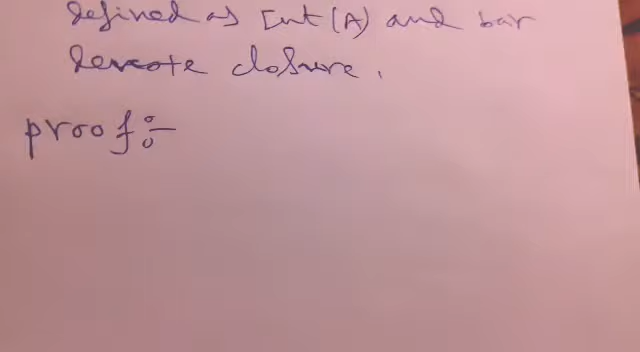 defined as Int (A) and bar
denote closure.
proof:-